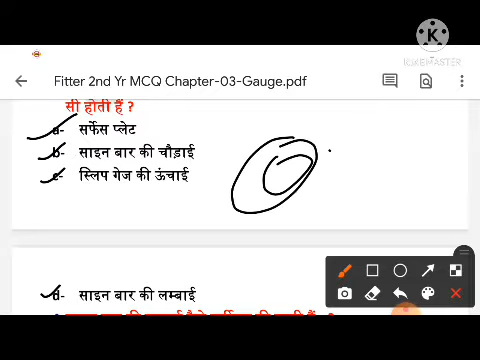 K
KINEMASTER
Fitter 2nd Yr MCQ Chapter-03-Gauge.pdf
सी होती हैं ?
a- सर्फेस प्लेट
b- साइन बार की चौड़ाई
c- स्लिप गेज की ऊंचाई
d- साइन बार की लम्बाई